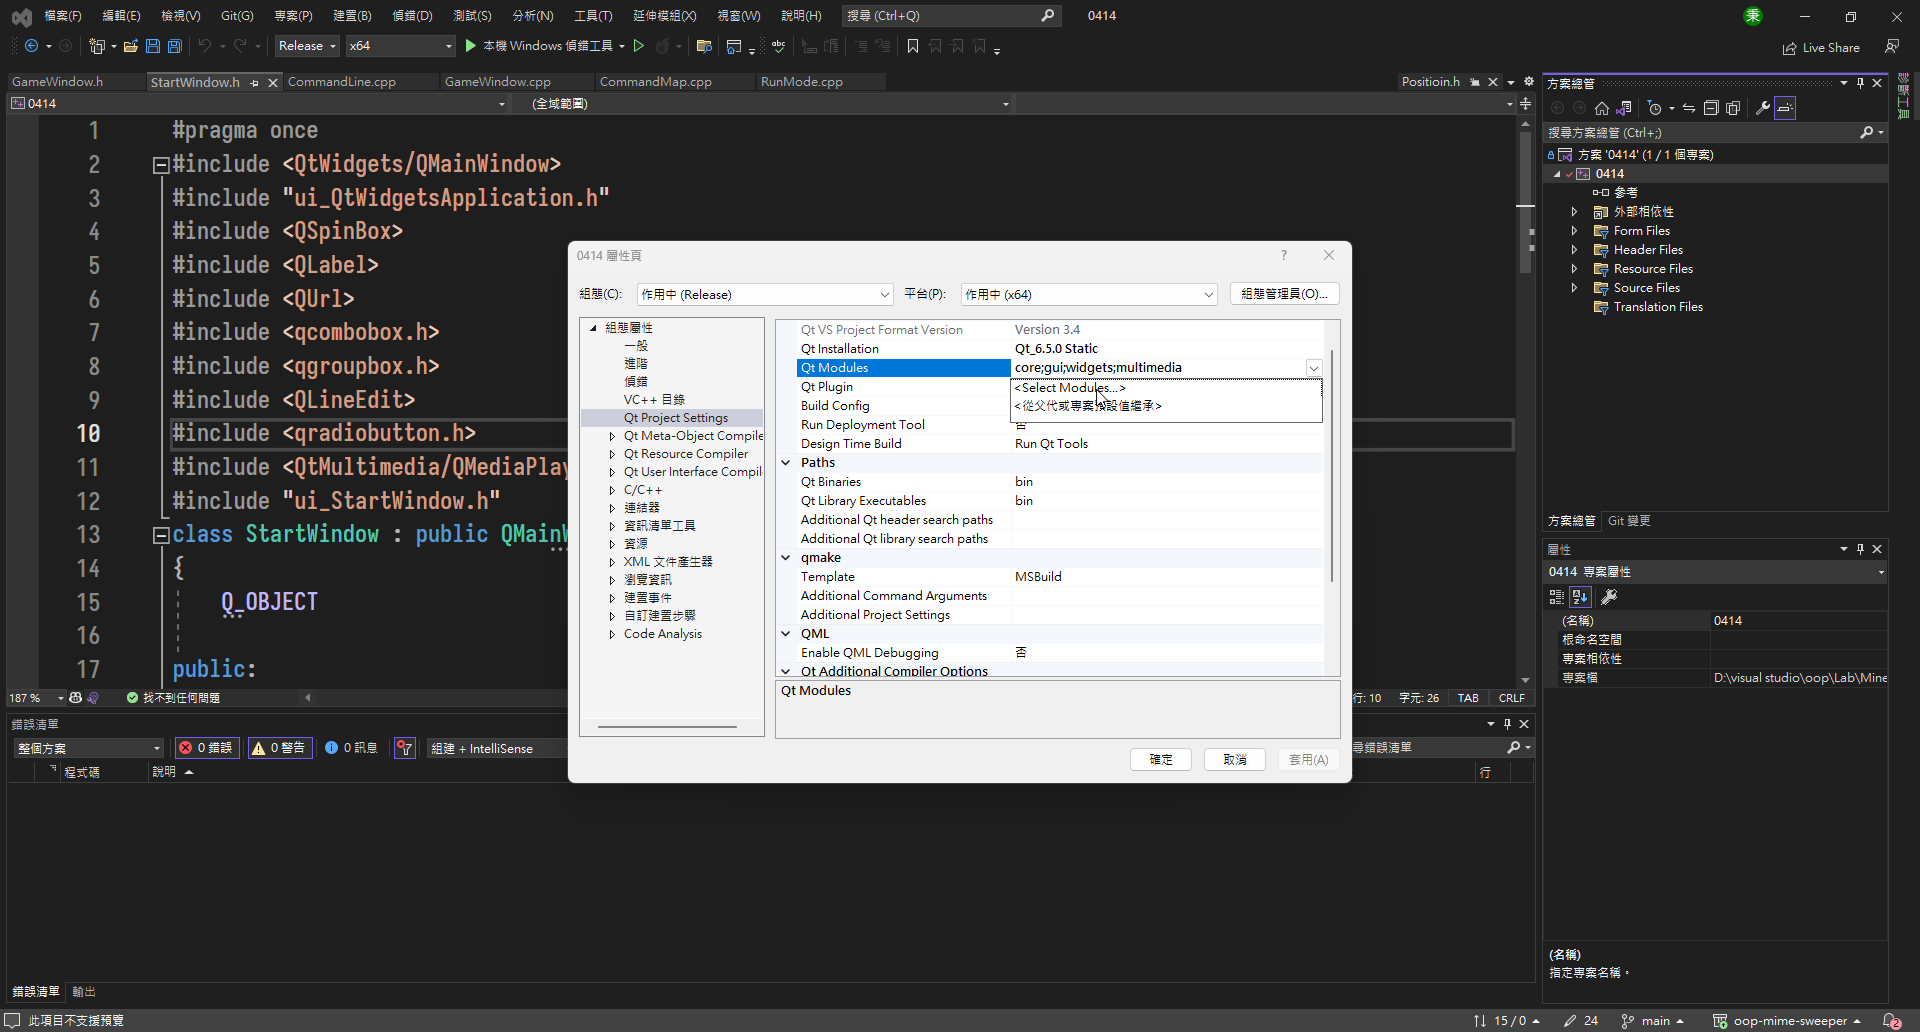 檔案(F) 編輯(E) 檢視(V) Git(G) 專案(P) 建置(B) 偵錯(D) 測試(S) 分析(N) 工具(T) 延伸模組(X) 視窗(W) 說明(H) 搜尋 (Ctrl+Q) 0414 秉
Release x64 本機 Windows 偵錯工具 Live Share
GameWindow.h StartWindow.h CommandLine.cpp GameWindow.cpp CommandMap.cpp RunMode.cpp Positioin.h
0414 (全域範圍)
1 #pragma once
2 #include <QtWidgets/QMainWindow>
3 #include "ui_QtWidgetsApplication.h"
4 #include <QSpinBox>
5 #include <QLabel>
6 #include <QUrl>
7 #include <qcombobox.h>
8 #include <qgroupbox.h>
9 #include <QLineEdit>
10 #include <qradiobutton.h>
11 #include <QtMultimedia/QMediaPlay
12 #include "ui_StartWindow.h"
13 class StartWindow : public QMainW
14 {
15 Q_OBJECT
16
17 public:
187 % 找不到任何問題 行: 10 字元: 26 TAB CRLF
0414 屬性頁
組態(C): 作用中 (Release) 平台(P): 作用中 (x64) 組態管理員(O)...
組態屬性
一般
進階
偵錯
VC++ 目錄
Qt Project Settings
Qt Meta-Object Compile
Qt Resource Compiler
Qt User Interface Compil
C/C++
連結器
資訊清單工具
資源
XML 文件產生器
瀏覽資訊
建置事件
自訂建置步驟
Code Analysis
Qt VS Project Format Version Version 3.4
Qt Installation Qt_6.5.0 Static
Qt Modules core;gui;widgets;multimedia
Qt Plugin <Select Modules...>
Build Config <從父代或專案預設值繼承>
Run Deployment Tool 否
Design Time Build Run Qt Tools
Paths
Qt Binaries bin
Qt Library Executables bin
Additional Qt header search paths
Additional Qt library search paths
qmake
Template MSBuild
Additional Command Arguments
Additional Project Settings
QML
Enable QML Debugging 否
Qt Additional Compiler Options
Qt Modules
確定 取消 套用(A)
錯誤清單
整個方案 0 錯誤 0 警告 0 訊息 組建 + IntelliSense 尋錯誤清單
程式碼 說明 行
錯誤清單 輸出
方案總管
搜尋方案總管 (Ctrl+;)
方案 '0414' (1 / 1 個專案)
0414
參考
外部相依性
Form Files
Header Files
Resource Files
Source Files
Translation Files
方案總管 Git 變更
屬性
0414 專案屬性
(名稱) 0414
根命名空間
專案相依性
專案檔 D:\visual studio\oop\Lab\Mine
(名稱)
指定專案名稱。
診斷工具
此項目不支援預覽 15 / 0 24 main oop-mime-sweeper 2